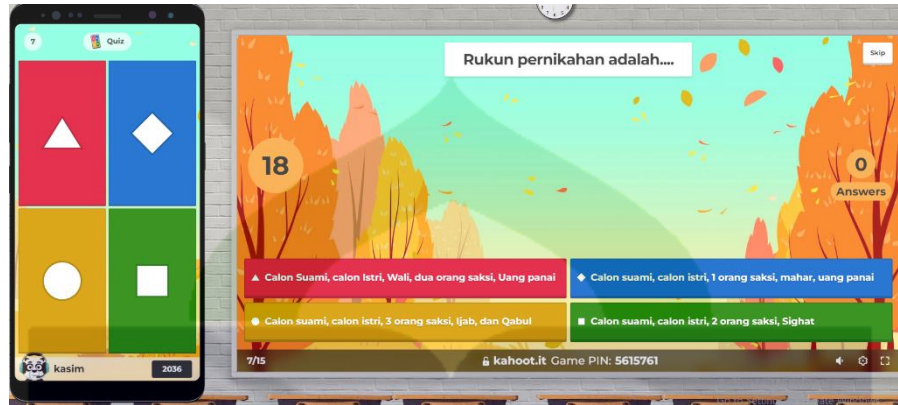 7
Quiz
kasim
2036
Rukun pernikahan adalah....
Skip
18
0
Answers
Calon Suami, calon Istri, Wali, dua orang saksi, Uang panai
Calon suami, calon istri, 1 orang saksi, mahar, uang panai
Calon suami, calon istri, 3 orang saksi, Ijab, dan Qabul
Calon suami, calon istri, 2 orang saksi, Sighat
7/15
kahoot.it Game PIN: 5615761